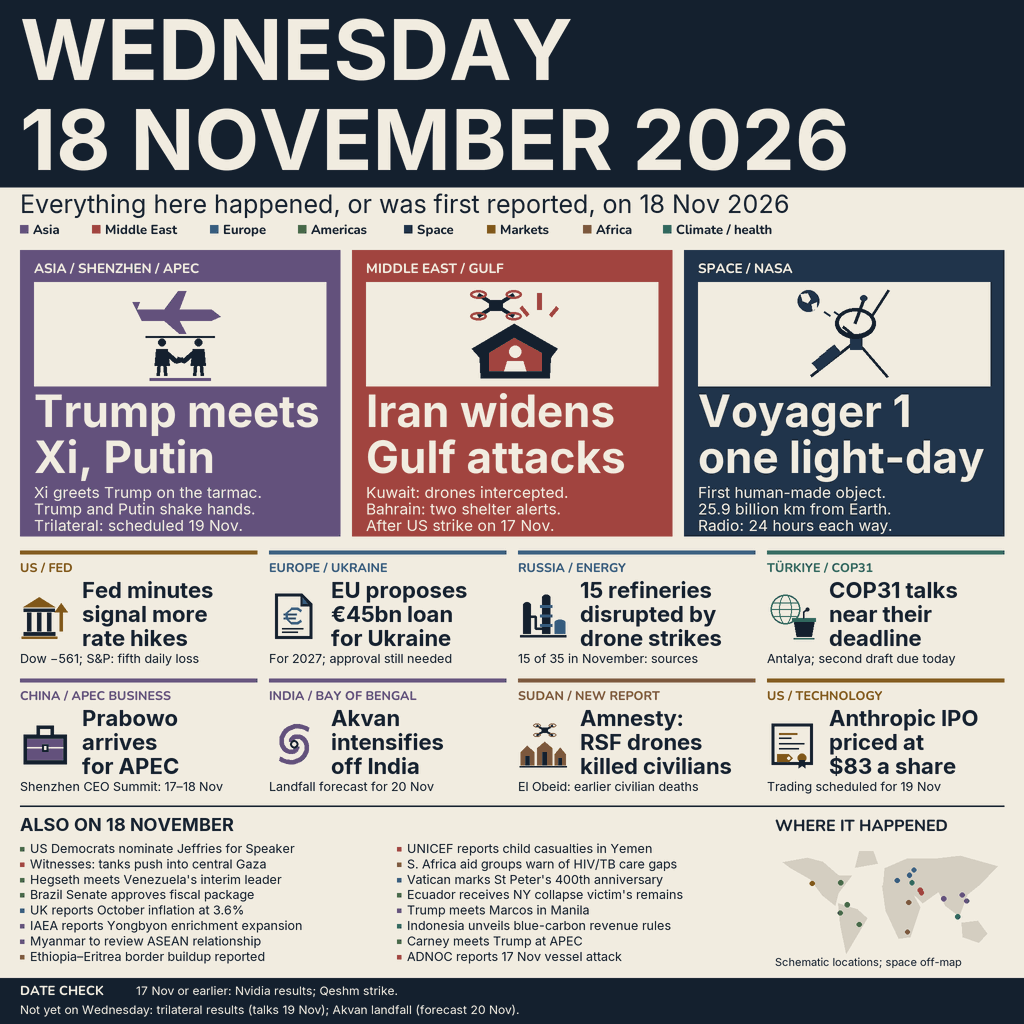 WEDNESDAY
18 NOVEMBER 2026
Everything here happened, or was first reported, on 18 Nov 2026
Asia
Middle East
Europe
Americas
Space
Markets
Africa
Climate / health
ASIA / SHENZHEN / APEC
Trump meets
Xi, Putin
Xi greets Trump on the tarmac.
Trump and Putin shake hands.
Trilateral: scheduled 19 Nov.
MIDDLE EAST / GULF
Iran widens
Gulf attacks
Kuwait: drones intercepted.
Bahrain: two shelter alerts.
After US strike on 17 Nov.
SPACE / NASA
Voyager 1
one light-day
First human-made object.
25.9 billion km from Earth.
Radio: 24 hours each way.
US / FED
Fed minutes
signal more
rate hikes
Dow −561; S&P: fifth daily loss
EUROPE / UKRAINE
€
EU proposes
€45bn loan
for Ukraine
For 2027; approval still needed
RUSSIA / ENERGY
15 refineries
disrupted by
drone strikes
15 of 35 in November: sources
TÜRKIYE / COP31
COP31 talks
near their
deadline
Antalya; second draft due today
CHINA / APEC BUSINESS
Prabowo
arrives
for APEC
Shenzhen CEO Summit: 17–18 Nov
INDIA / BAY OF BENGAL
Akvan
intensifies
off India
Landfall forecast for 20 Nov
SUDAN / NEW REPORT
Amnesty:
RSF drones
killed civilians
El Obeid: earlier civilian deaths
US / TECHNOLOGY
Anthropic IPO
priced at
$83 a share
Trading scheduled for 19 Nov
ALSO ON 18 NOVEMBER
US Democrats nominate Jeffries for Speaker
Witnesses: tanks push into central Gaza
Hegseth meets Venezuela's interim leader
Brazil Senate approves fiscal package
UK reports October inflation at 3.6%
IAEA reports Yongbyon enrichment expansion
Myanmar to review ASEAN relationship
Ethiopia–Eritrea border buildup reported
UNICEF reports child casualties in Yemen
S. Africa aid groups warn of HIV/TB care gaps
Vatican marks St Peter's 400th anniversary
Ecuador receives NY collapse victim's remains
Trump meets Marcos in Manila
Indonesia unveils blue-carbon revenue rules
Carney meets Trump at APEC
ADNOC reports 17 Nov vessel attack
WHERE IT HAPPENED
Schematic locations; space off-map
DATE CHECK 17 Nov or earlier: Nvidia results; Qeshm strike.
Not yet on Wednesday: trilateral results (talks 19 Nov); Akvan landfall (forecast 20 Nov).